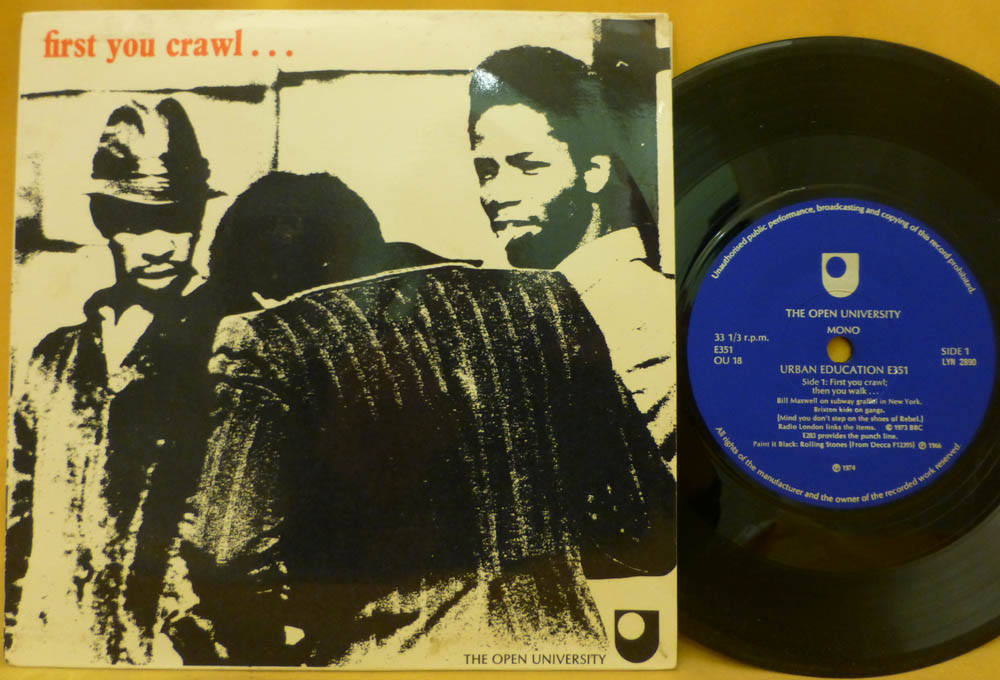 first you crawl...
THE OPEN UNIVERSITY
Unauthorised public performance, broadcasting and copying of this record prohibited.
THE OPEN UNIVERSITY
MONO
33 1/3 r.p.m.
E351
OU 18
SIDE 1
LYN 2890
URBAN EDUCATION E351
Side 1: First you crawl;
then you walk...
Bill Maxwell on subway graffiti in New York.
Brixton kids on gangs.
(Mind you don't step on the shoes of Rebel.)
Radio London links the items. © 1973 BBC
E283 provides the punch line.
Paint it Black: Rolling Stones (From Decca F12395) ℗ 1966
℗ 1974
All rights of the manufacturer and the owner of the recorded work reserved.